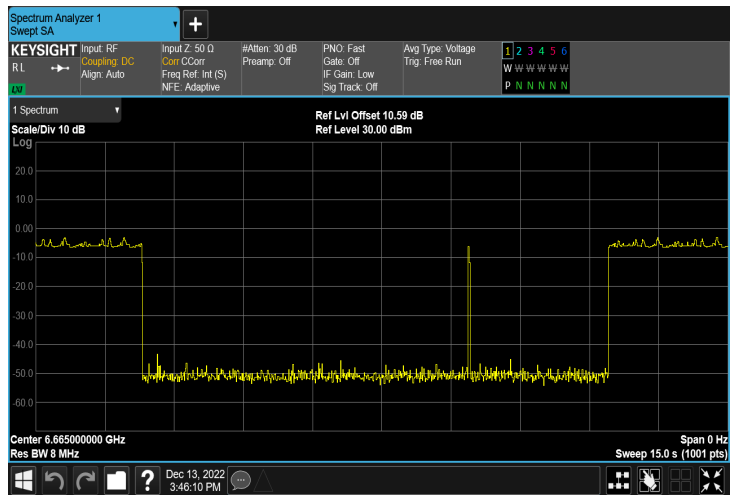 Spectrum Analyzer 1
Swept SA
KEYSIGHT Input: RF Input Z: 50 Ω #Atten: 30 dB PNO: Fast Avg Type: Voltage 1 2 3 4 5 6
R L Coupling: DC Corr CCorr Preamp: Off Gate: Off Trig: Free Run W W W W W W
Align: Auto Freq Ref: Int (S) IF Gain: Low
LXI NFE: Adaptive Sig Track: Off P N N N N N
1 Spectrum
Ref Lvl Offset 10.59 dB
Scale/Div 10 dB Ref Level 30.00 dBm
Log
20.0
10.0
0.00
-10.0
-20.0
-30.0
-40.0
-50.0
-60.0
Center 6.665000000 GHz Span 0 Hz
Res BW 8 MHz Sweep 15.0 s (1001 pts)
? Dec 13, 2022
3:46:10 PM